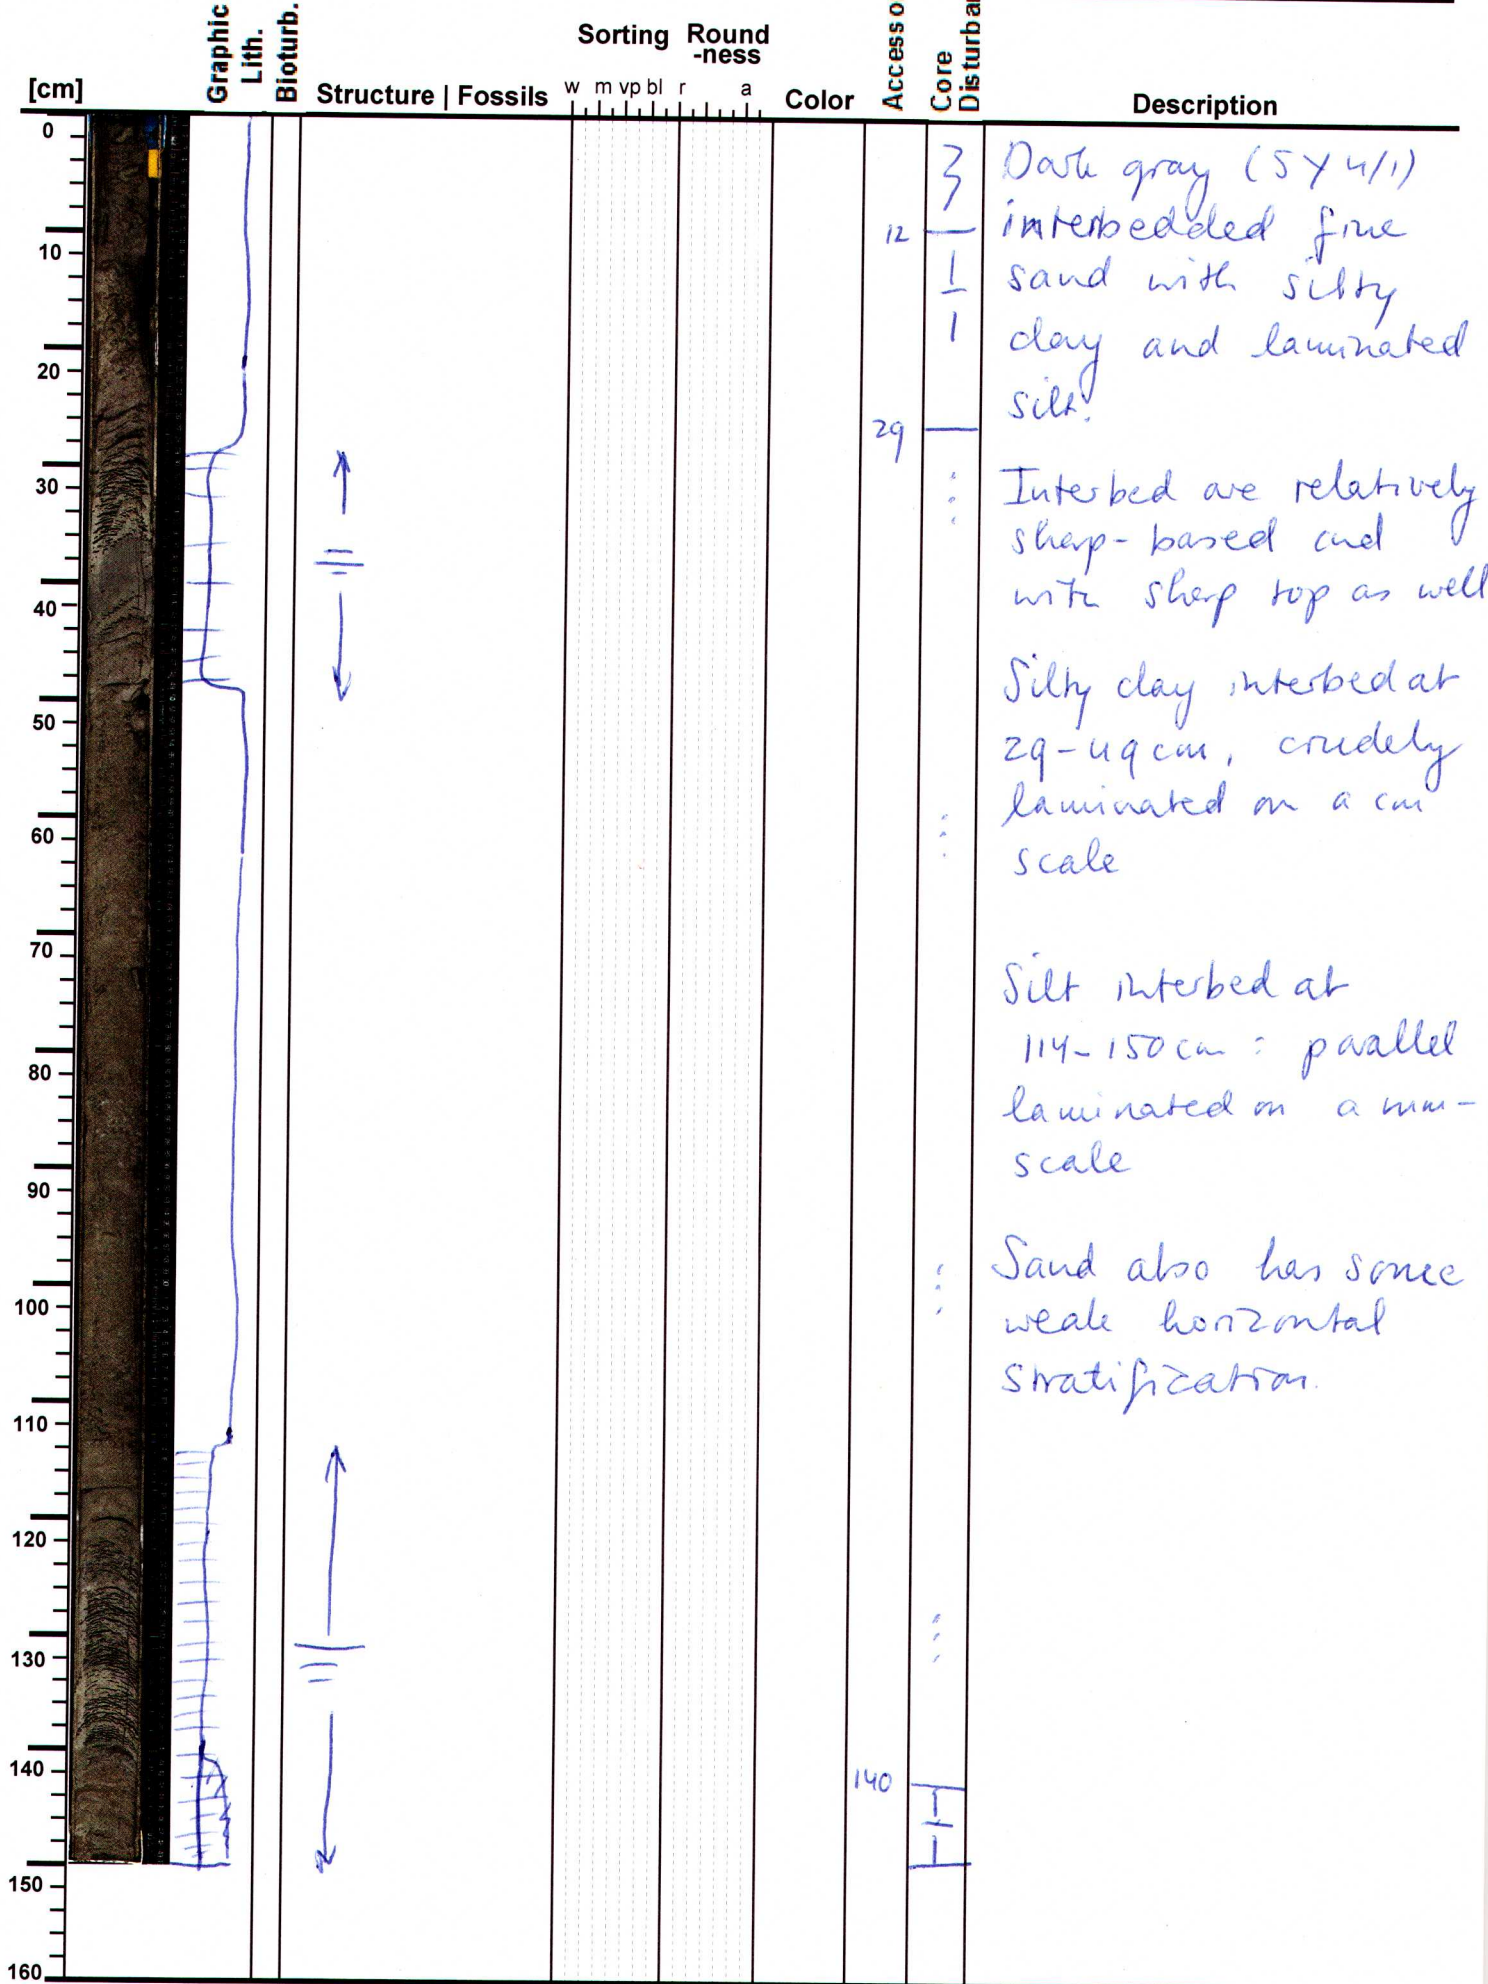 [cm]
Graphic Lith.
Bioturb.
Structure | Fossils
Sorting
w m vp bl
Round -ness
r a
Color
Accesso
Core Disturba
Description
0
10
20
30
40
50
60
70
80
90
100
110
120
130
140
150
160
12
29
140
Dark gray (5Y 4/1)
interbedded fine
sand with silty
clay and laminated
silt.
Interbed are relatively
sharp-based and
with sharp top as well
Silty clay interbed at
29-49 cm, crudely
laminated on a cm
scale
Silt interbed at
114-150 cm : parallel
laminated on a mm-
scale
Sand also has some
weak horizontal
stratification.